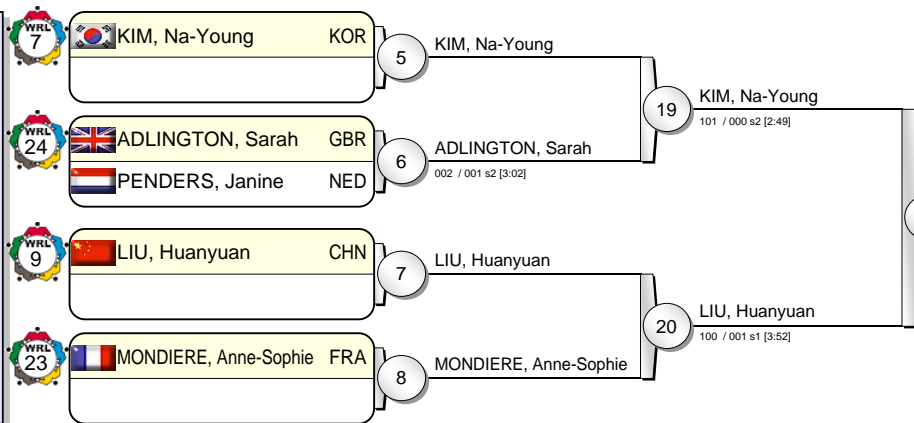 WRL
7
KIM, Na-Young KOR
5
KIM, Na-Young
19
KIM, Na-Young
101 / 000 s2 [2:49]
WRL
24
ADLINGTON, Sarah GBR
PENDERS, Janine NED
6
ADLINGTON, Sarah
002 / 001 s2 [3:02]
WRL
9
LIU, Huanyuan CHN
7
LIU, Huanyuan
20
LIU, Huanyuan
100 / 001 s1 [3:52]
WRL
23
MONDIERE, Anne-Sophie FRA
8
MONDIERE, Anne-Sophie